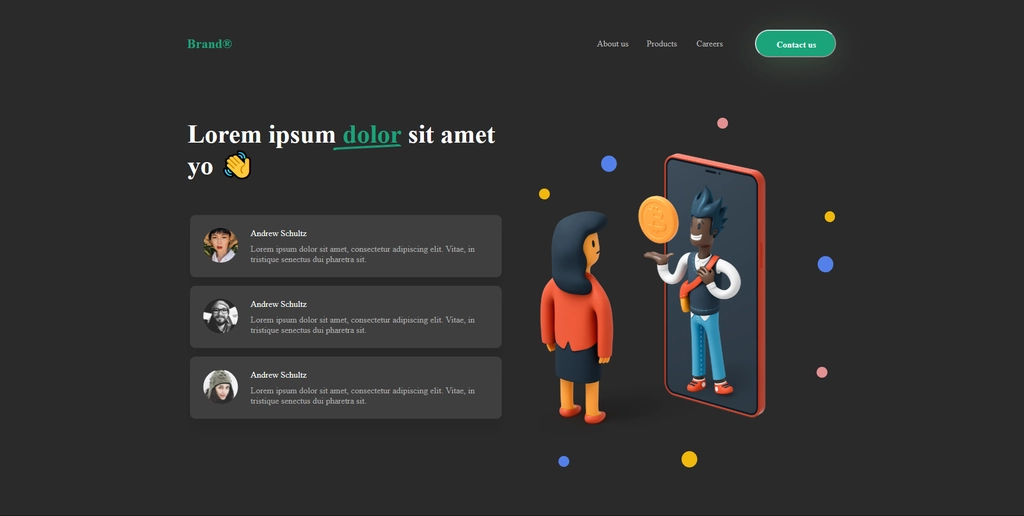 Brand®
About us
Products
Careers
Contact us
Lorem ipsum dolor sit amet
yo 👋
Andrew Schultz
Lorem ipsum dolor sit amet, consectetur adipiscing elit. Vitae, in
tristique senectus dui pharetra sit.
Andrew Schultz
Lorem ipsum dolor sit amet, consectetur adipiscing elit. Vitae, in
tristique senectus dui pharetra sit.
Andrew Schultz
Lorem ipsum dolor sit amet, consectetur adipiscing elit. Vitae, in
tristique senectus dui pharetra sit.